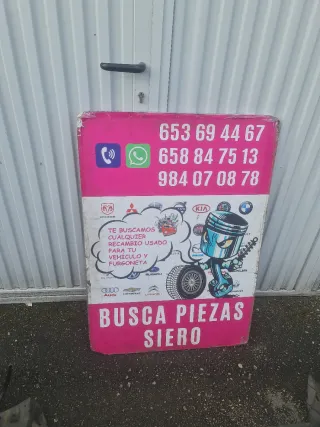 653 69 44 67
658 84 75 13
984 07 08 78
KIA
TE BUSCAMOS
CUALQUIER
RECAMBIO USADO
PARA TU
VEHICULO Y
FURGONETA
BUSCA PIEZAS
SIERO